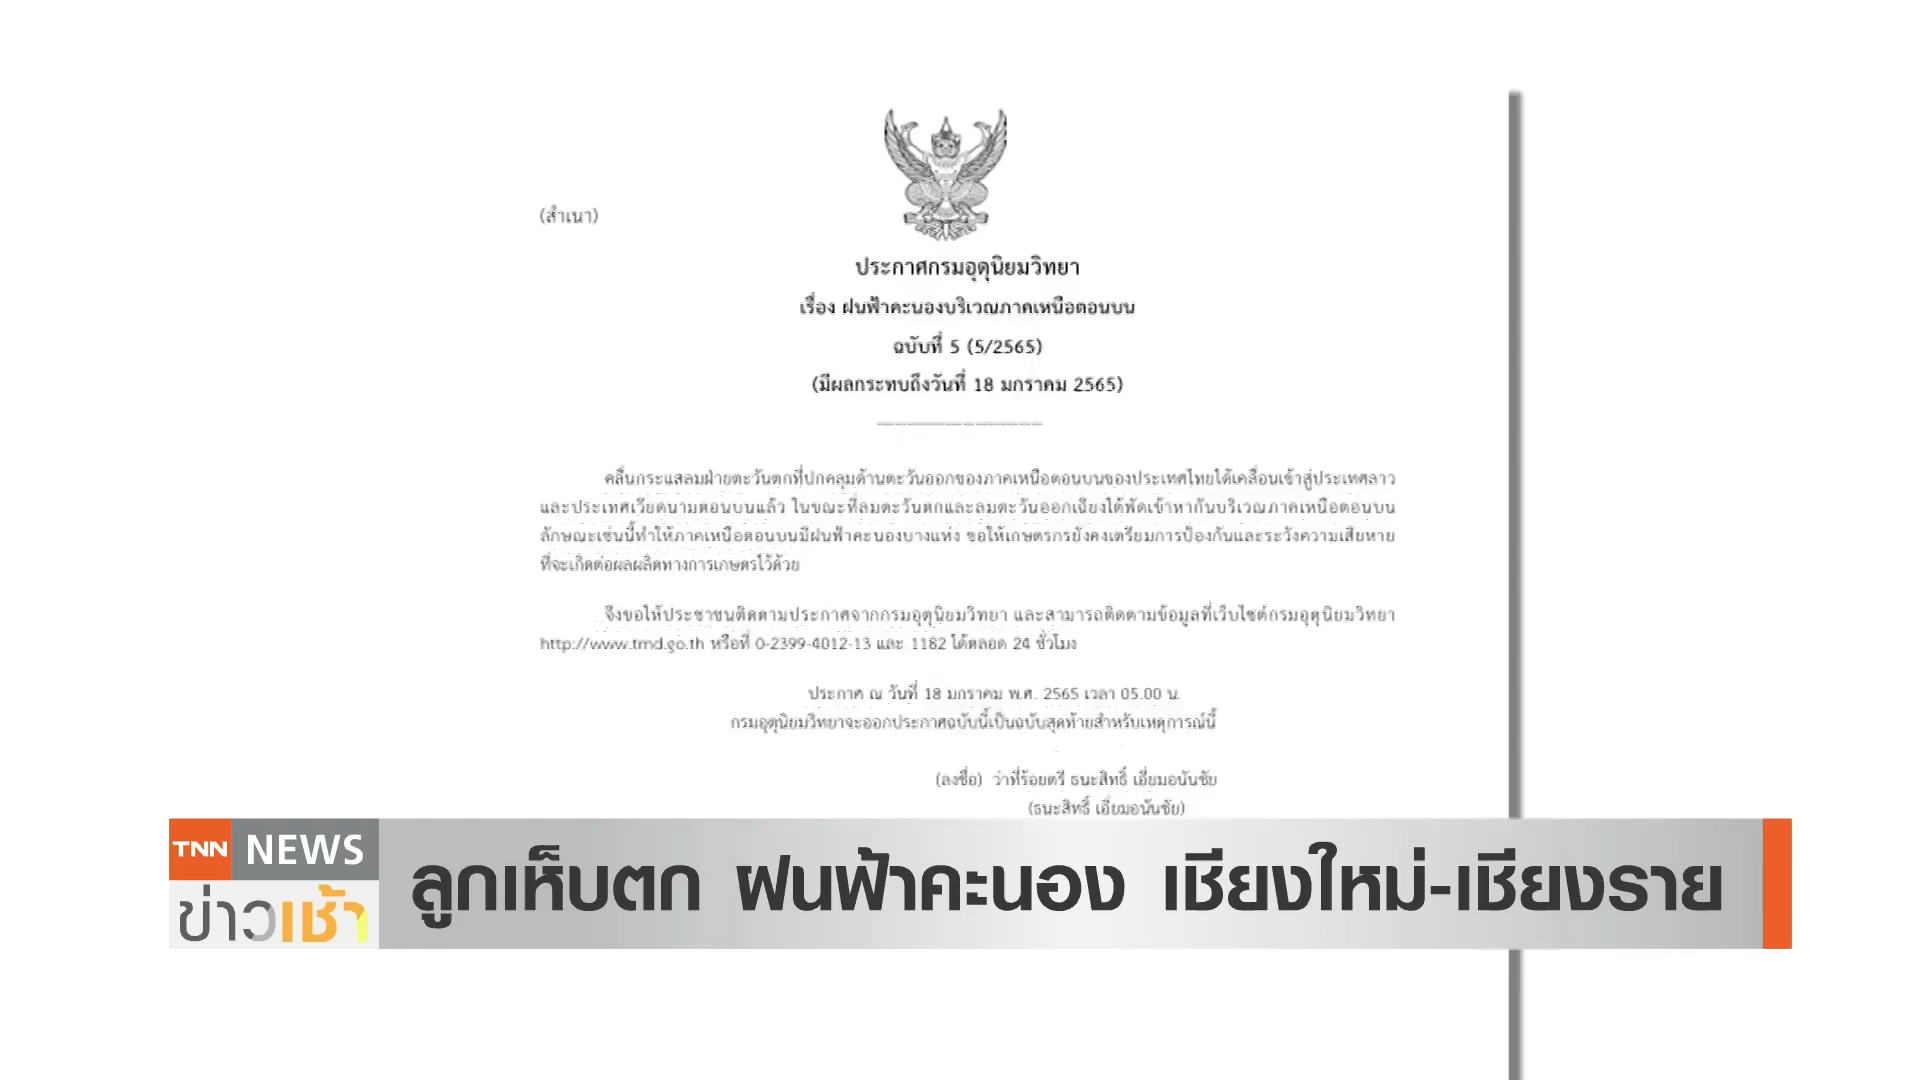 (สำเนา)
ประกาศกรมอุตุนิยมวิทยา
เรื่อง ฝนฟ้าคะนองบริเวณภาคเหนือตอนบน
ฉบับที่ 5 (5/2565)
(มีผลกระทบถึงวันที่ 18 มกราคม 2565)
คลื่นกระแสลมฝ่ายตะวันตกที่ปกคลุมด้านตะวันออกของภาคเหนือตอนบนของประเทศไทยได้เคลื่อนเข้าสู่ประเทศลาว
และประเทศเวียดนามตอนบนแล้ว ในขณะที่ลมตะวันตกและลมตะวันออกเฉียงใต้พัดเข้าหากันบริเวณภาคเหนือตอนบน
ลักษณะเช่นนี้ทำให้ภาคเหนือตอนบนมีฝนฟ้าคะนองบางแห่ง ขอให้เกษตรกรยังคงเตรียมการป้องกันและระวังความเสียหาย
ที่จะเกิดต่อผลผลิตทางการเกษตรไว้ด้วย
จึงขอให้ประชาชนติดตามประกาศจากกรมอุตุนิยมวิทยา และสามารถติดตามข้อมูลที่เว็บไซต์กรมอุตุนิยมวิทยา
http://www.tmd.go.th หรือที่ 0-2399-4012-13 และ 1182 ได้ตลอด 24 ชั่วโมง
ประกาศ ณ วันที่ 18 มกราคม พ.ศ. 2565 เวลา 05.00 น.
กรมอุตุนิยมวิทยาจะออกประกาศฉบับนี้เป็นฉบับสุดท้ายสำหรับเหตุการณ์นี้
(ลงชื่อ) ว่าที่ร้อยตรี ธนะสิทธิ์ เอี่ยมอนันชัย
(ธนะสิทธิ์ เอี่ยมอนันชัย)
TNN NEWS
ข่าวเช้า
ลูกเห็บตก ฝนฟ้าคะนอง เชียงใหม่-เชียงราย